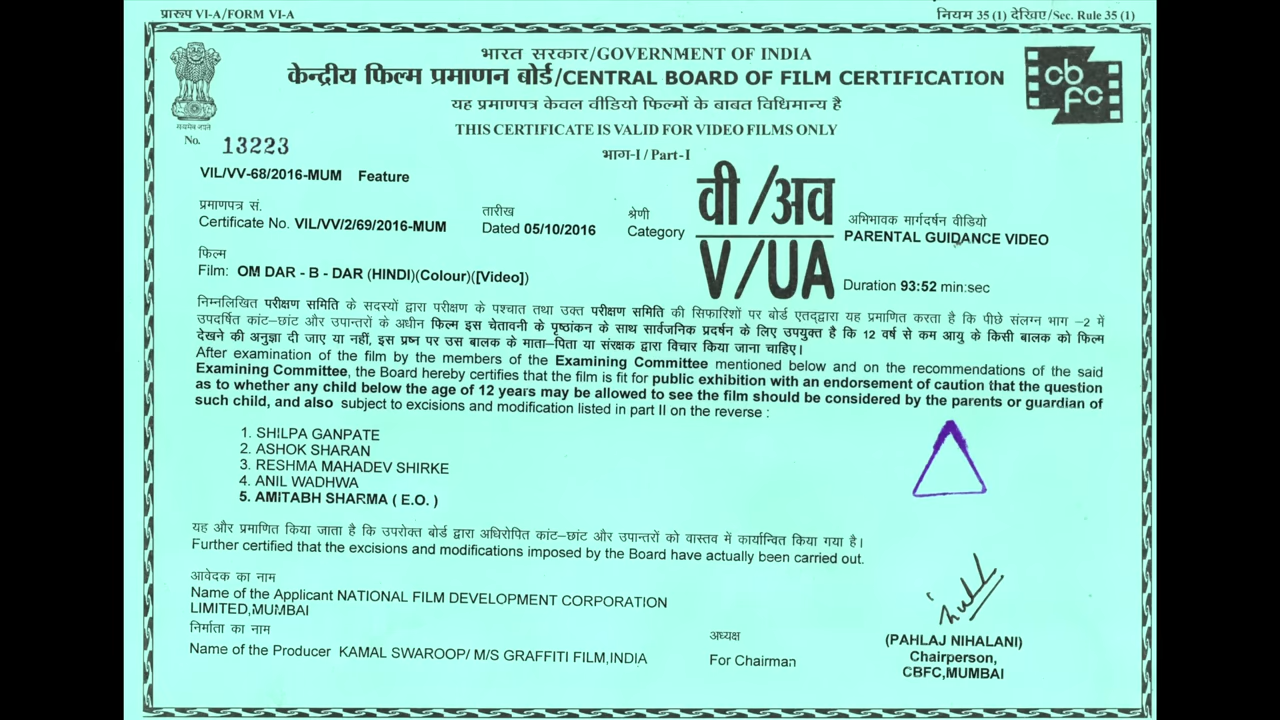 प्रारूप VI-A/FORM VI-A
नियम 35 (1) देखिए/Sec. Rule 35 (1)
भारत सरकार/GOVERNMENT OF INDIA
केन्द्रीय फिल्म प्रमाणन बोर्ड/CENTRAL BOARD OF FILM CERTIFICATION
cbfc
यह प्रमाणपत्र केवल वीडियो फिल्मों के बाबत विधिमान्य है
सत्यमेव जयते
THIS CERTIFICATE IS VALID FOR VIDEO FILMS ONLY
No. 13223
भाग-I / Part-I
VIL/VV-68/2016-MUM Feature
वी/अव
प्रमाणपत्र सं.
तारीख
श्रेणी
अभिभावक मार्गदर्षन वीडियो
Certificate No. VIL/VV/2/69/2016-MUM
Dated 05/10/2016
Category
PARENTAL GUIDANCE VIDEO
फिल्म
V/UA
Film: OM DAR - B - DAR (HINDI)(Colour)([Video])
Duration 93:52 min:sec
निम्नलिखित परीक्षण समिति के सदस्यों द्वारा परीक्षण के पश्चात तथा उक्त परीक्षण समिति की सिफारिशों पर बोर्ड एतद्द्वारा यह प्रमाणित करता है कि पीछे संलग्न भाग -2 में
उपदर्षित कांट-छांट और उपान्तरों के अधीन फिल्म इस चेतावनी के पृष्ठांकन के साथ सार्वजनिक प्रदर्षन के लिए उपयुक्त है कि 12 वर्ष से कम आयु के किसी बालक को फिल्म
देखने की अनुज्ञा दी जाए या नहीं, इस प्रष्न पर उस बालक के माता-पिता या संरक्षक द्वारा विचार किया जाना चाहिए।
After examination of the film by the members of the Examining Committee mentioned below and on the recommendations of the said
Examining Committee, the Board hereby certifies that the film is fit for public exhibition with an endorsement of caution that the question
as to whether any child below the age of 12 years may be allowed to see the film should be considered by the parents or guardian of
such child, and also subject to excisions and modification listed in part II on the reverse :
1. SHILPA GANPATE
2. ASHOK SHARAN
3. RESHMA MAHADEV SHIRKE
4. ANIL WADHWA
5. AMITABH SHARMA ( E.O. )
यह और प्रमाणित किया जाता है कि उपरोक्त बोर्ड द्वारा अधिरोपित कांट-छांट और उपान्तरों को वास्तव में कार्यान्वित किया गया है।
Further certified that the excisions and modifications imposed by the Board have actually been carried out.
आवेदक का नाम
Name of the Applicant NATIONAL FILM DEVELOPMENT CORPORATION
LIMITED,MUMBAI
निर्माता का नाम
Name of the Producer KAMAL SWAROOP/ M/S GRAFFITI FILM,INDIA
अध्यक्ष
For Chairman
(PAHLAJ NIHALANI)
Chairperson,
CBFC,MUMBAI